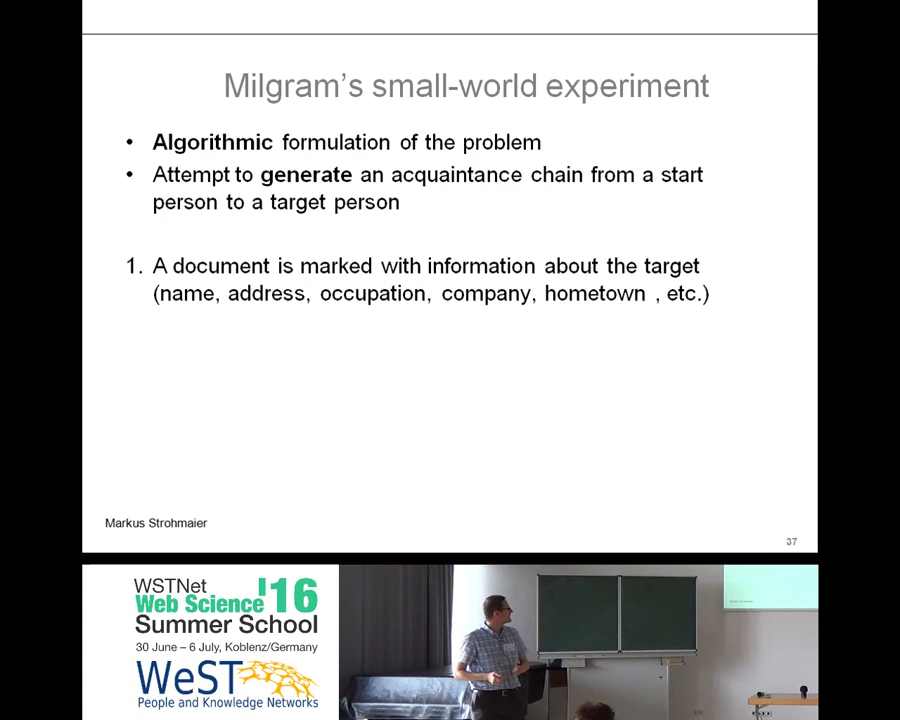 Milgram's small-world experiment
• Algorithmic formulation of the problem
• Attempt to generate an acquaintance chain from a start
person to a target person
1. A document is marked with information about the target
(name, address, occupation, company, hometown , etc.)
Markus Strohmaier
37
WSTNet
Web Science '16
Summer School
30 June – 6 July, Koblenz/Germany
WeST
People and Knowledge Networks